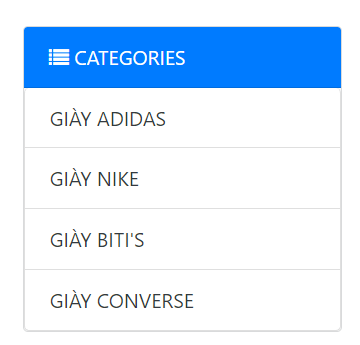 CATEGORIES
GIÀY ADIDAS
GIÀY NIKE
GIÀY BITI'S
GIÀY CONVERSE